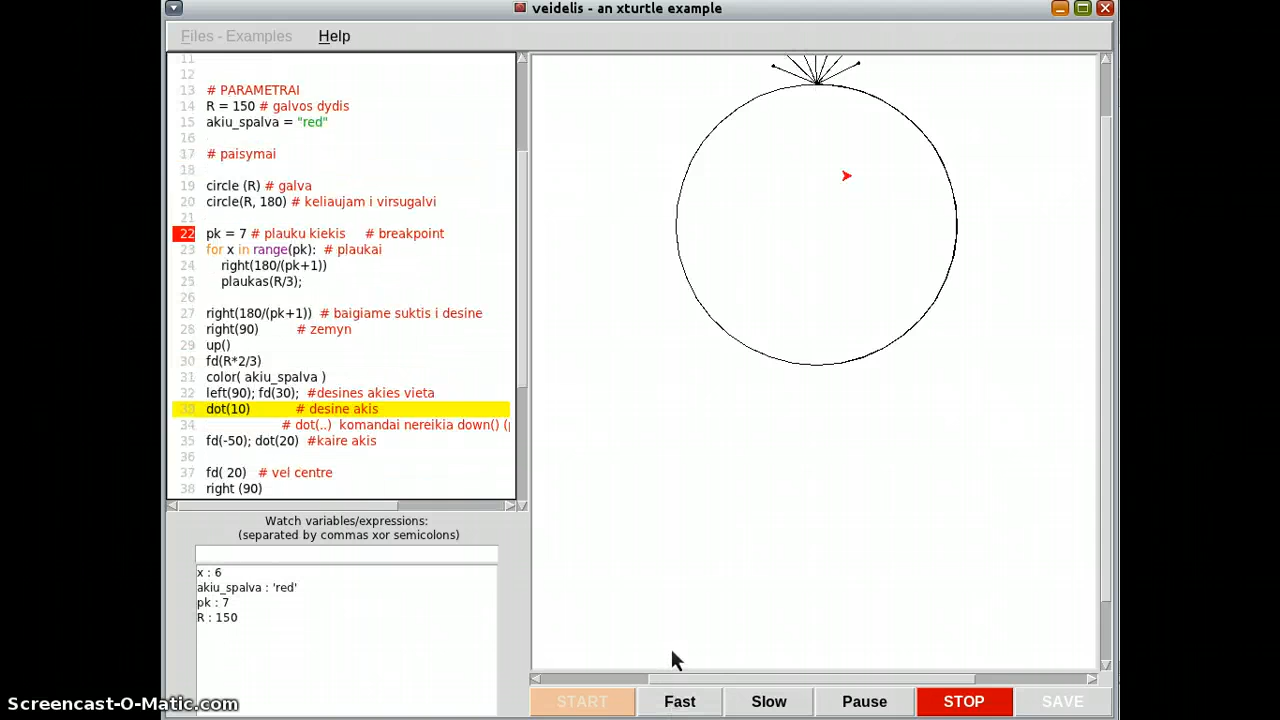 veidelis - an xturtle example
Files - Examples Help
11
12
13 # PARAMETRAI
14 R = 150 # galvos dydis
15 akiu_spalva = "red"
16
17 # paisymai
18
19 circle (R) # galva
20 circle(R, 180) # keliaujam i virsugalvi
21
22 pk = 7 # plauku kiekis # breakpoint
23 for x in range(pk): # plaukai
24 right(180/(pk+1))
25 plaukas(R/3);
26
27 right(180/(pk+1)) # baigiame suktis i desine
28 right(90) # zemyn
29 up()
30 fd(R*2/3)
31 color( akiu_spalva )
32 left(90); fd(30); #desines akies vieta
33 dot(10) # desine akis
34 # dot(..) komandai nereikia down() (
35 fd(-50); dot(20) #kaire akis
36
37 fd( 20) # vel centre
38 right (90)
Watch variables/expressions:
(separated by commas xor semicolons)
x : 6
akiu_spalva : 'red'
pk : 7
R : 150
START Fast Slow Pause STOP SAVE
Screencast-O-Matic.com